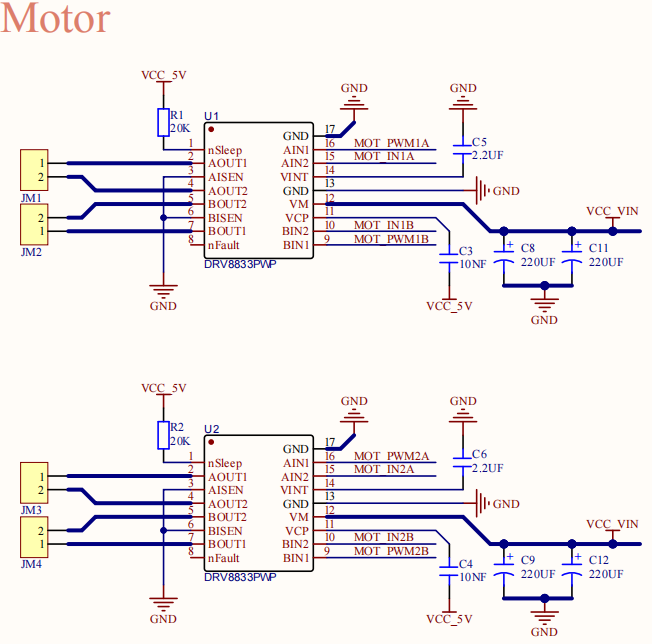 Motor
VCC_5V
GND
GND
R1
20K
U1
17
GND
1 nSleep
AIN1 16 MOT_PWM1A
C5
2.2UF
1
2 AOUT1
AIN2 15 MOT_IN1A
2
3 AISEN
VINT 14
JM1
4 AOUT2
GND 13
GND
2
5 BOUT2
VM 12
VCC_VIN
6 BISEN
VCP 11
1
7 BOUT1
BIN2 10 MOT_IN1B
JM2
8 nFault
BIN1 9 MOT_PWM1B
DRV8833PWP
C3
10NF
+
C8
220UF
+
C11
220UF
GND
VCC_5V
GND
VCC_5V
GND
GND
R2
20K
U2
17
GND
1 nSleep
AIN1 16 MOT_PWM2A
C6
2.2UF
1
2 AOUT1
AIN2 15 MOT_IN2A
2
3 AISEN
VINT 14
JM3
4 AOUT2
GND 13
GND
2
5 BOUT2
VM 12
VCC_VIN
6 BISEN
VCP 11
1
7 BOUT1
BIN2 10 MOT_IN2B
JM4
8 nFault
BIN1 9 MOT_PWM2B
DRV8833PWP
C4
10NF
+
C9
220UF
+
C12
220UF
GND
VCC_5V
GND